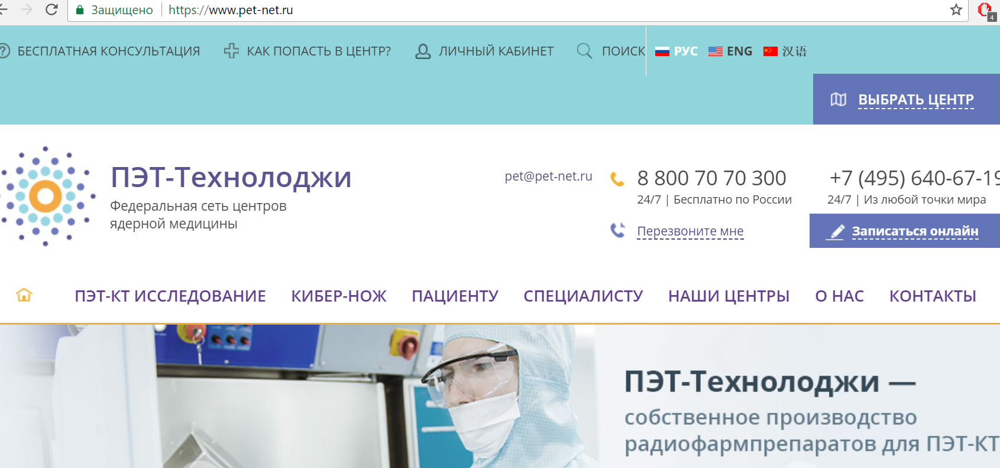 Защищено https://www.pet-net.ru
4
БЕСПЛАТНАЯ КОНСУЛЬТАЦИЯ КАК ПОПАСТЬ В ЦЕНТР? ЛИЧНЫЙ КАБИНЕТ ПОИСК РУС ENG 汉语
ВЫБРАТЬ ЦЕНТР
ПЭТ-Технолоджи
Федеральная сеть центров
ядерной медицины
pet@pet-net.ru
8 800 70 70 300
24/7 | Бесплатно по России
Перезвоните мне
+7 (495) 640-67-19
24/7 | Из любой точки мира
Записаться онлайн
ПЭТ-КТ ИССЛЕДОВАНИЕ КИБЕР-НОЖ ПАЦИЕНТУ СПЕЦИАЛИСТУ НАШИ ЦЕНТРЫ О НАС КОНТАКТЫ
ПЭТ-Технолоджи —
собственное производство
радиофармпрепаратов для ПЭТ-КТ